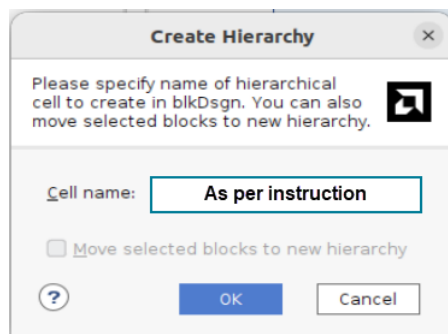 Create Hierarchy
Please specify name of hierarchical
cell to create in blkDsgn. You can also
move selected blocks to new hierarchy.
Cell name: As per instruction
Move selected blocks to new hierarchy
? OK Cancel